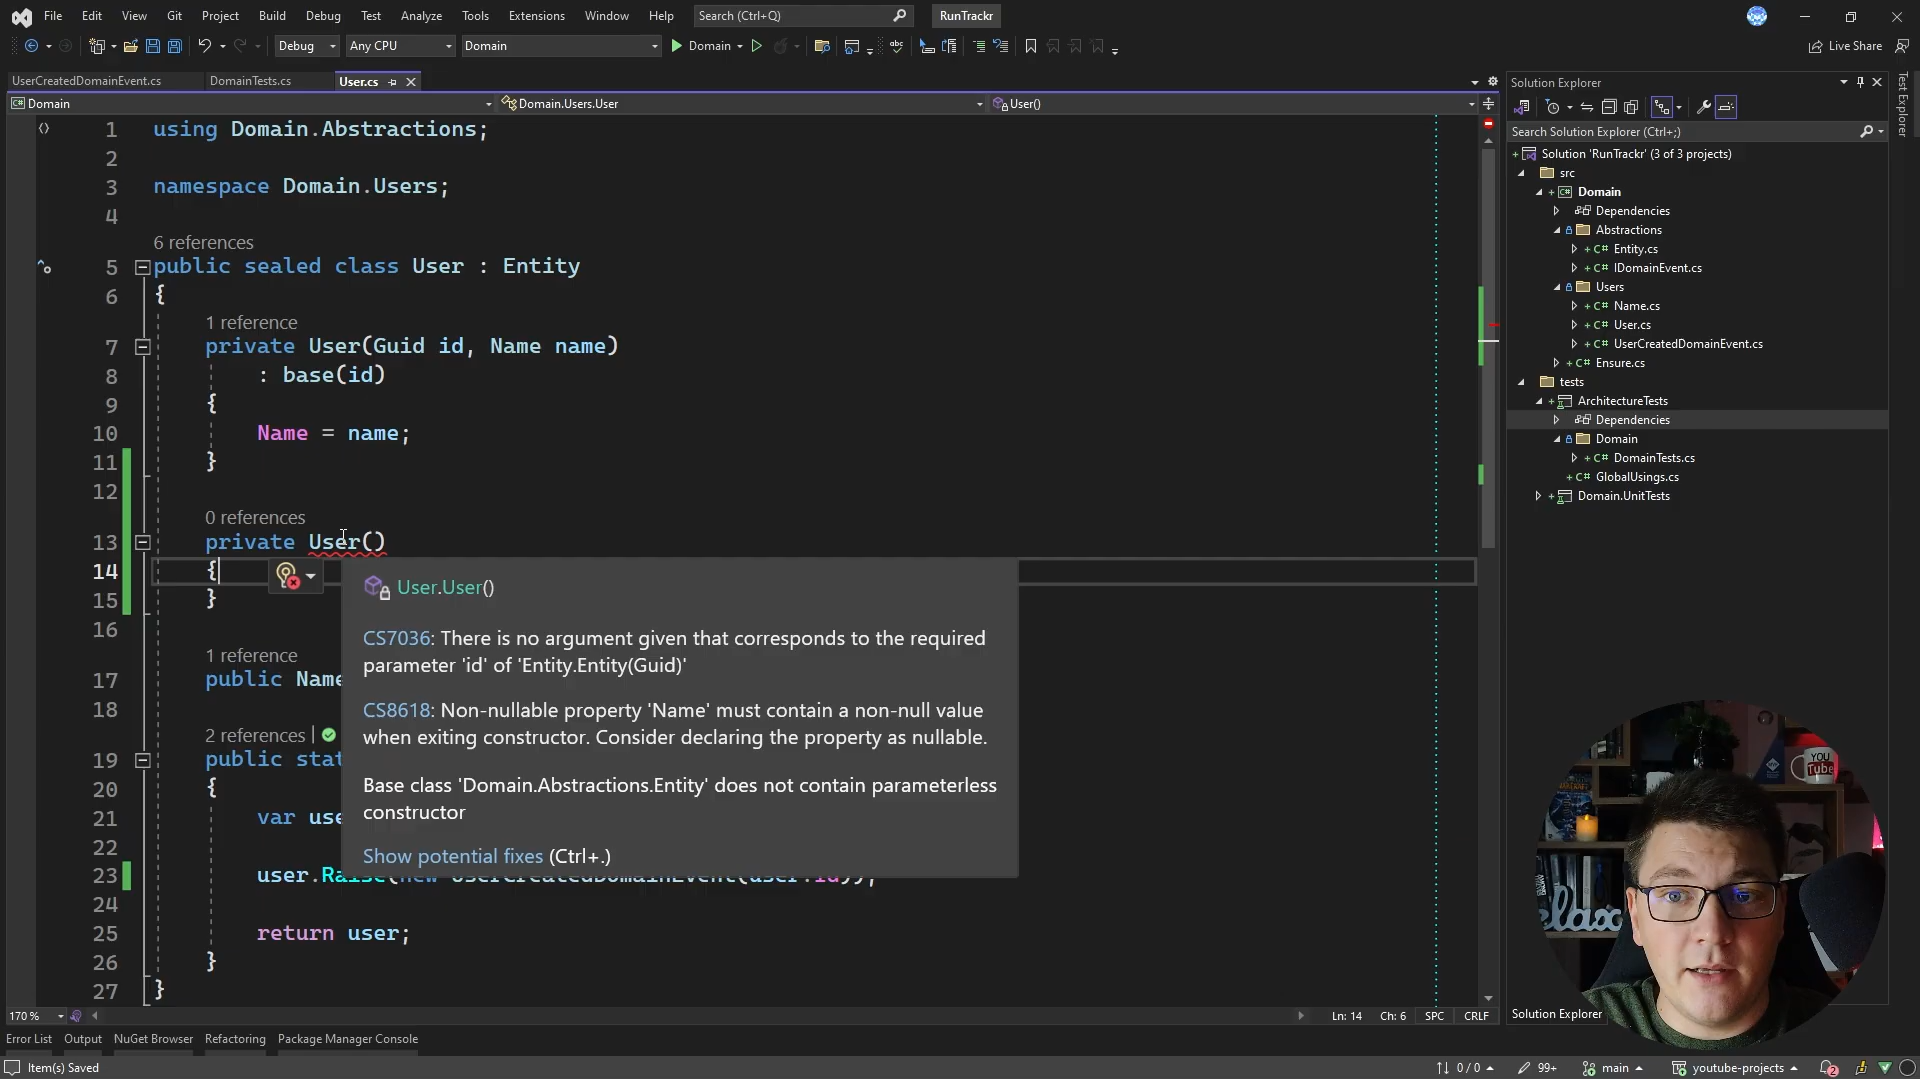 File Edit View Git Project Build Debug Test Analyze Tools Extensions Window Help Search (Ctrl+Q) RunTrackr
Debug Any CPU Domain Domain Live Share
UserCreatedDomainEvent.cs DomainTests.cs User.cs
Domain Domain.Users.User User()
1 using Domain.Abstractions;
2
3 namespace Domain.Users;
4
6 references
5 public sealed class User : Entity
6 {
1 reference
7 private User(Guid id, Name name)
8 : base(id)
9 {
10 Name = name;
11 }
12
0 references
13 private User()
14 {
15 }
16
1 reference
17 public Name
18
2 references
19 public stat
20 {
21 var use
22
23 user.Raise(new UserCreatedDomainEvent(user.Id));
24
25 return user;
26 }
27 }
User.User()
CS7036: There is no argument given that corresponds to the required
parameter 'id' of 'Entity.Entity(Guid)'
CS8618: Non-nullable property 'Name' must contain a non-null value
when exiting constructor. Consider declaring the property as nullable.
Base class 'Domain.Abstractions.Entity' does not contain parameterless
constructor
Show potential fixes (Ctrl+.)
170 % Ln: 14 Ch: 6 SPC CRLF
Error List Output NuGet Browser Refactoring Package Manager Console
Item(s) Saved 0 / 0 99+ main youtube-projects 2
Solution Explorer
Search Solution Explorer (Ctrl+;)
Solution 'RunTrackr' (3 of 3 projects)
src
C# Domain
Dependencies
Abstractions
C# Entity.cs
C# IDomainEvent.cs
Users
C# Name.cs
C# User.cs
C# UserCreatedDomainEvent.cs
C# Ensure.cs
tests
ArchitectureTests
Dependencies
Domain
C# DomainTests.cs
C# GlobalUsings.cs
Domain.UnitTests
Solution Explorer
Test Explorer
You
Tube
relax